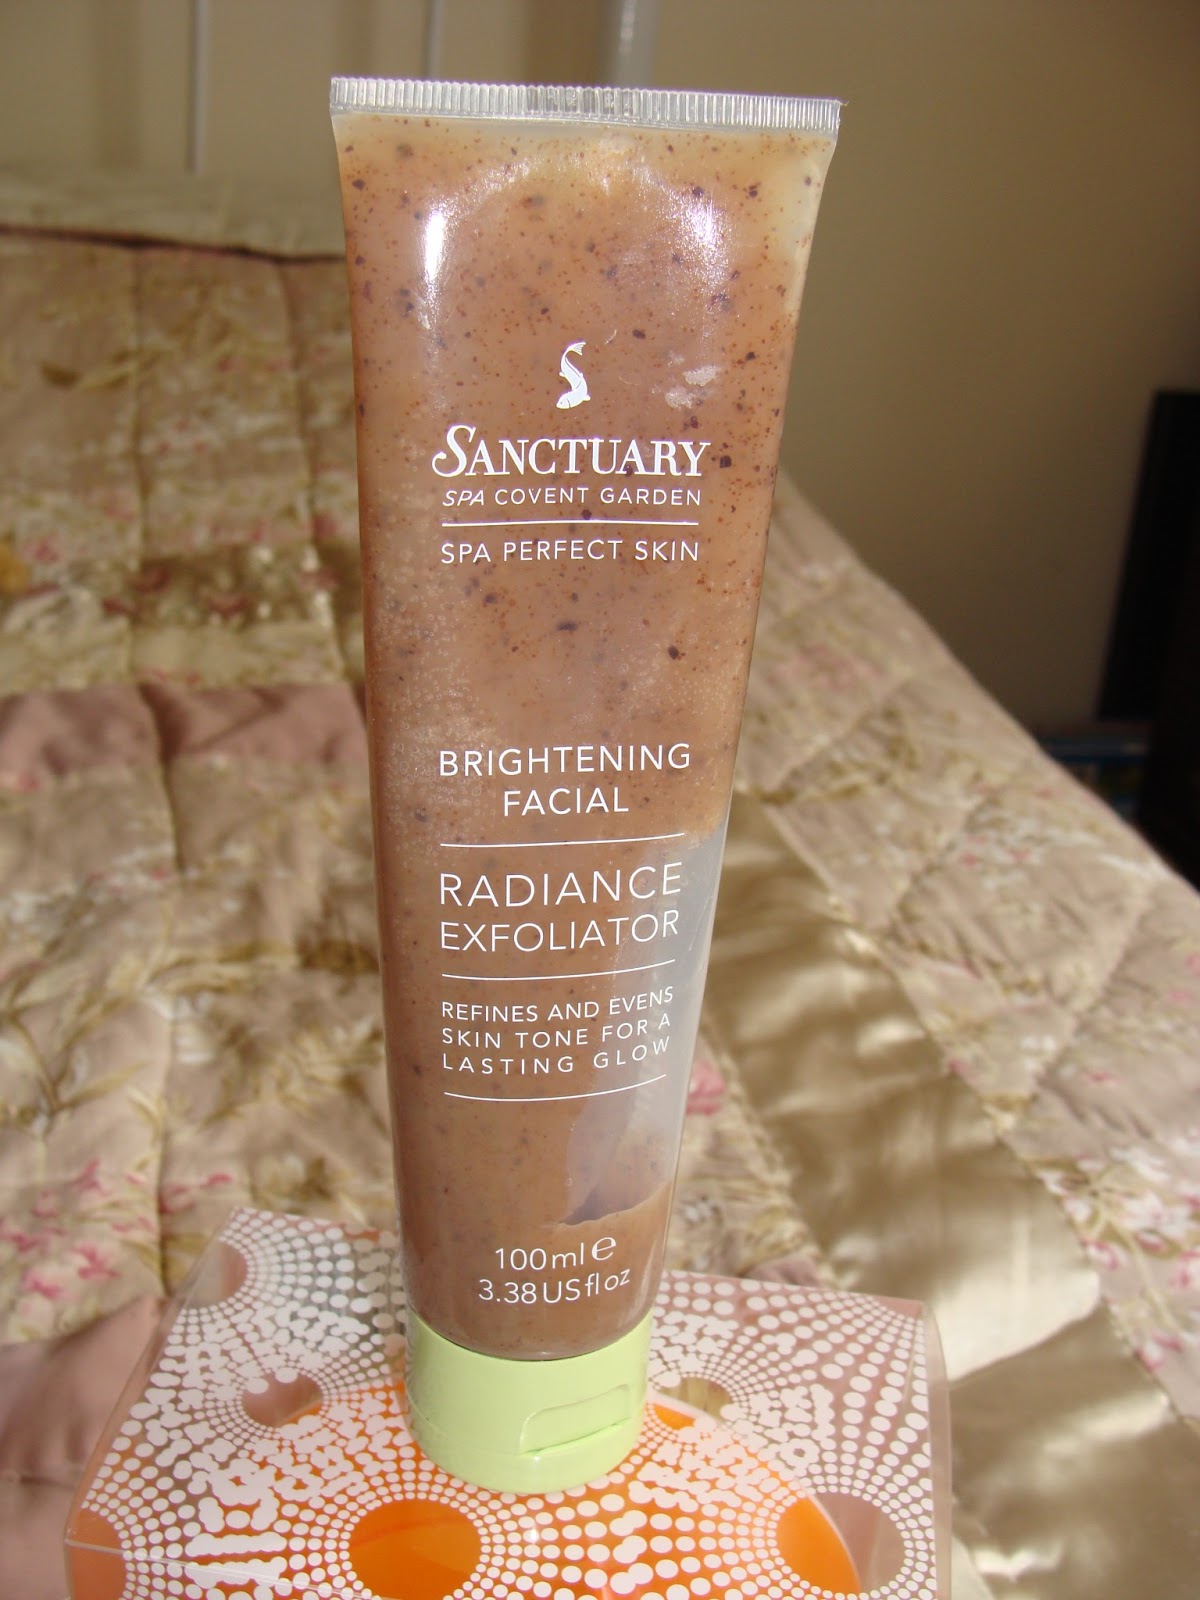 SANCTUARY
SPA COVENT GARDEN
SPA PERFECT SKIN
BRIGHTENING
FACIAL
RADIANCE
EXFOLIATOR
REFINES AND EVENS
SKIN TONE FOR A
LASTING GLOW
100ml℮
3.38USfl oz